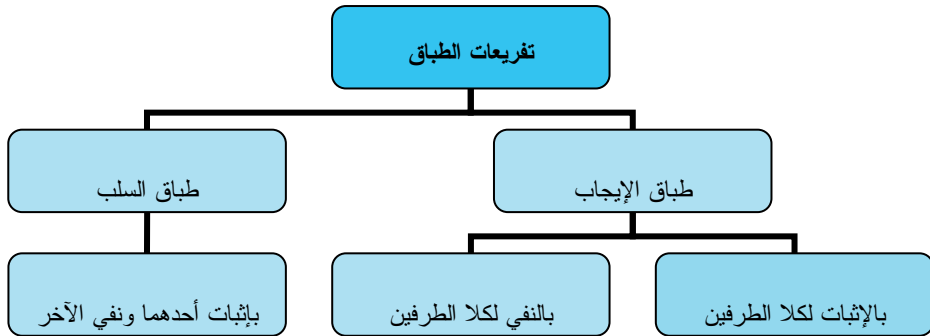 تفريعات الطباق
طباق الإيجاب
طباق السلب
بالإثبات لكلا الطرفين
بالنفي لكلا الطرفين
بإثبات أحدهما ونفي الآخر